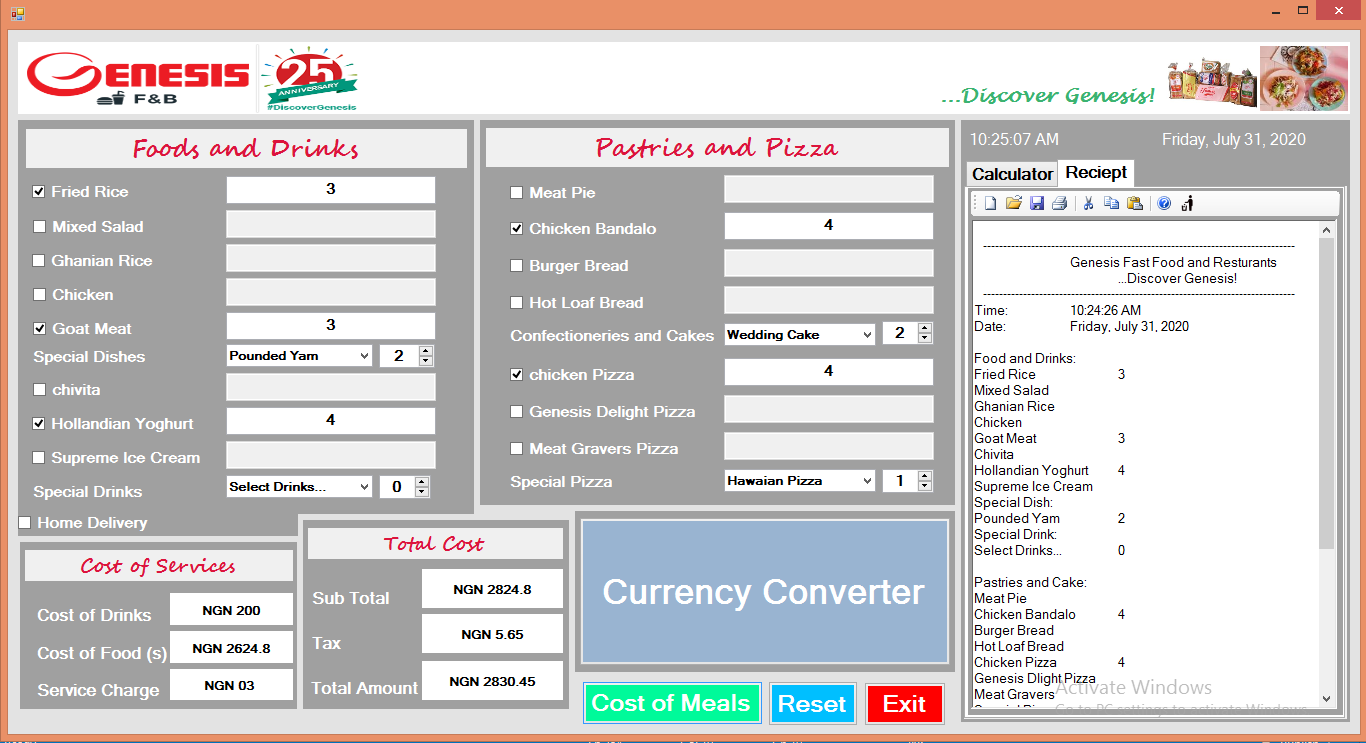 GENESIS
F&B
25
ANNIVERSARY
#DiscoverGenesis
...Discover Genesis!
Foods and Drinks
Fried Rice 3
Mixed Salad
Ghanian Rice
Chicken
Goat Meat 3
Special Dishes Pounded Yam 2
chivita
Hollandian Yoghurt 4
Supreme Ice Cream
Special Drinks Select Drinks... 0
Home Delivery
Pastries and Pizza
Meat Pie
Chicken Bandalo 4
Burger Bread
Hot Loaf Bread
Confectioneries and Cakes Wedding Cake 2
chicken Pizza 4
Genesis Delight Pizza
Meat Gravers Pizza
Special Pizza Hawaian Pizza 1
Cost of Services
Cost of Drinks NGN 200
Cost of Food (s) NGN 2624.8
Service Charge NGN 03
Total Cost
Sub Total NGN 2824.8
Tax NGN 5.65
Total Amount NGN 2830.45
Currency Converter
Cost of Meals Reset Exit
10:25:07 AM Friday, July 31, 2020
Calculator Reciept
Genesis Fast Food and Resturants
...Discover Genesis!
Time: 10:24:26 AM
Date: Friday, July 31, 2020
Food and Drinks:
Fried Rice 3
Mixed Salad
Ghanian Rice
Chicken
Goat Meat 3
Chivita
Hollandian Yoghurt 4
Supreme Ice Cream
Special Dish:
Pounded Yam 2
Special Drink:
Select Drinks... 0
Pastries and Cake:
Meat Pie
Chicken Bandalo 4
Burger Bread
Hot Loaf Bread
Chicken Pizza 4
Genesis Dlight Pizza
Meat Gravers
Activate Windows
Go to PC settings to activate Windows.